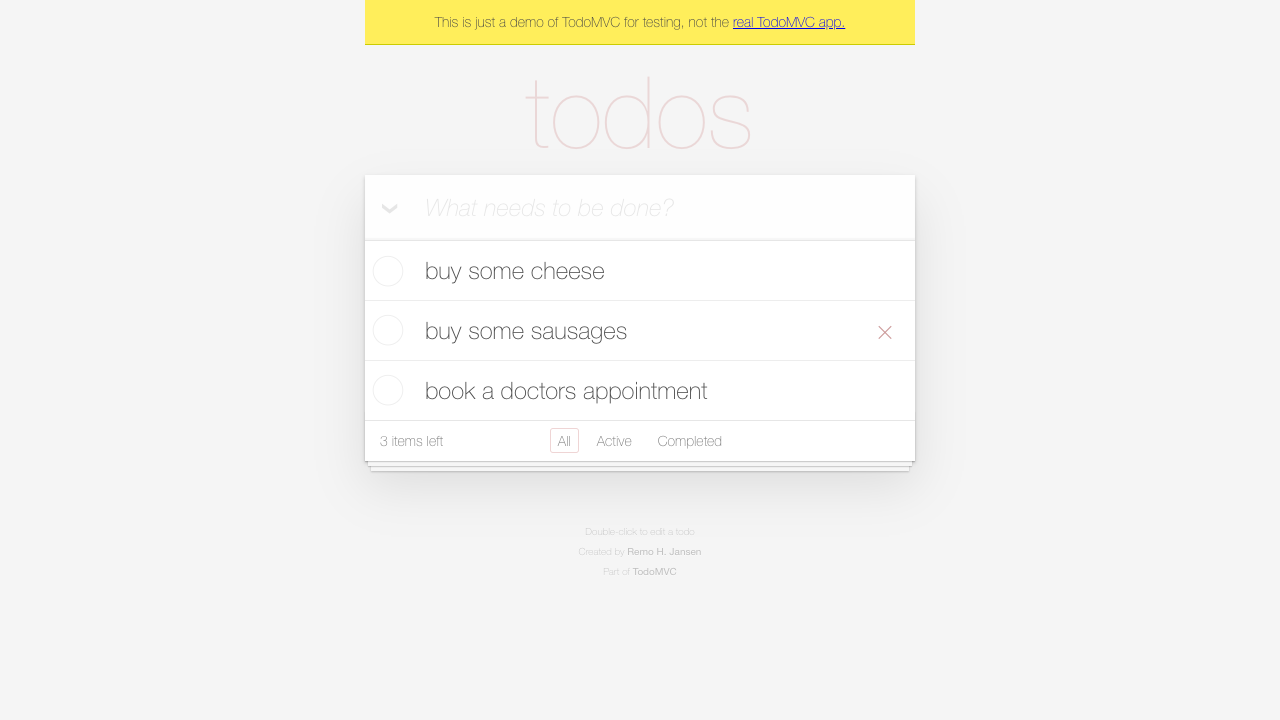 This is just a demo of TodoMVC for testing, not the real TodoMVC app.
todos
What needs to be done?
buy some cheese
buy some sausages
book a doctors appointment
3 items left All Active Completed
Double-click to edit a todo
Created by Remo H. Jansen
Part of TodoMVC